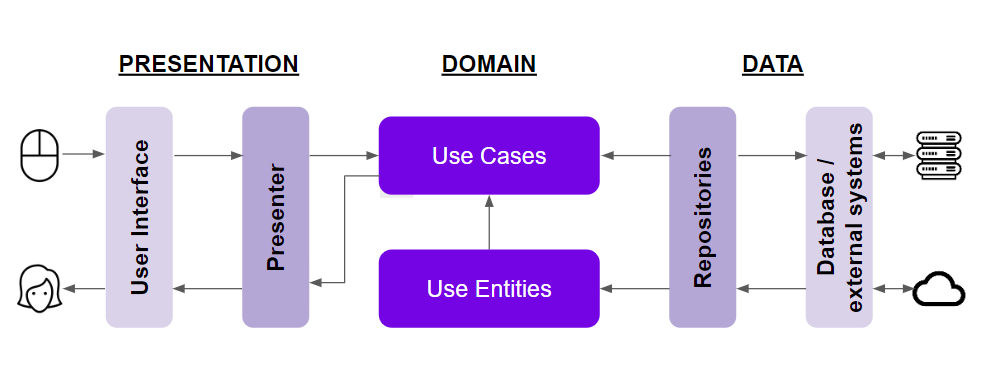 PRESENTATION
DOMAIN
DATA
User Interface
Presenter
Use Cases
Use Entities
Repositories
Database /
external systems